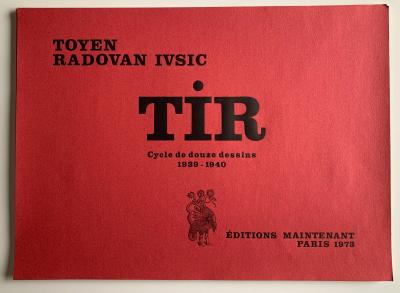 TOYEN
RADOVAN IVSIC
TiR
Cycle de douze dessins
1939-1940
ÉDITIONS MAINTENANT
PARIS 1973